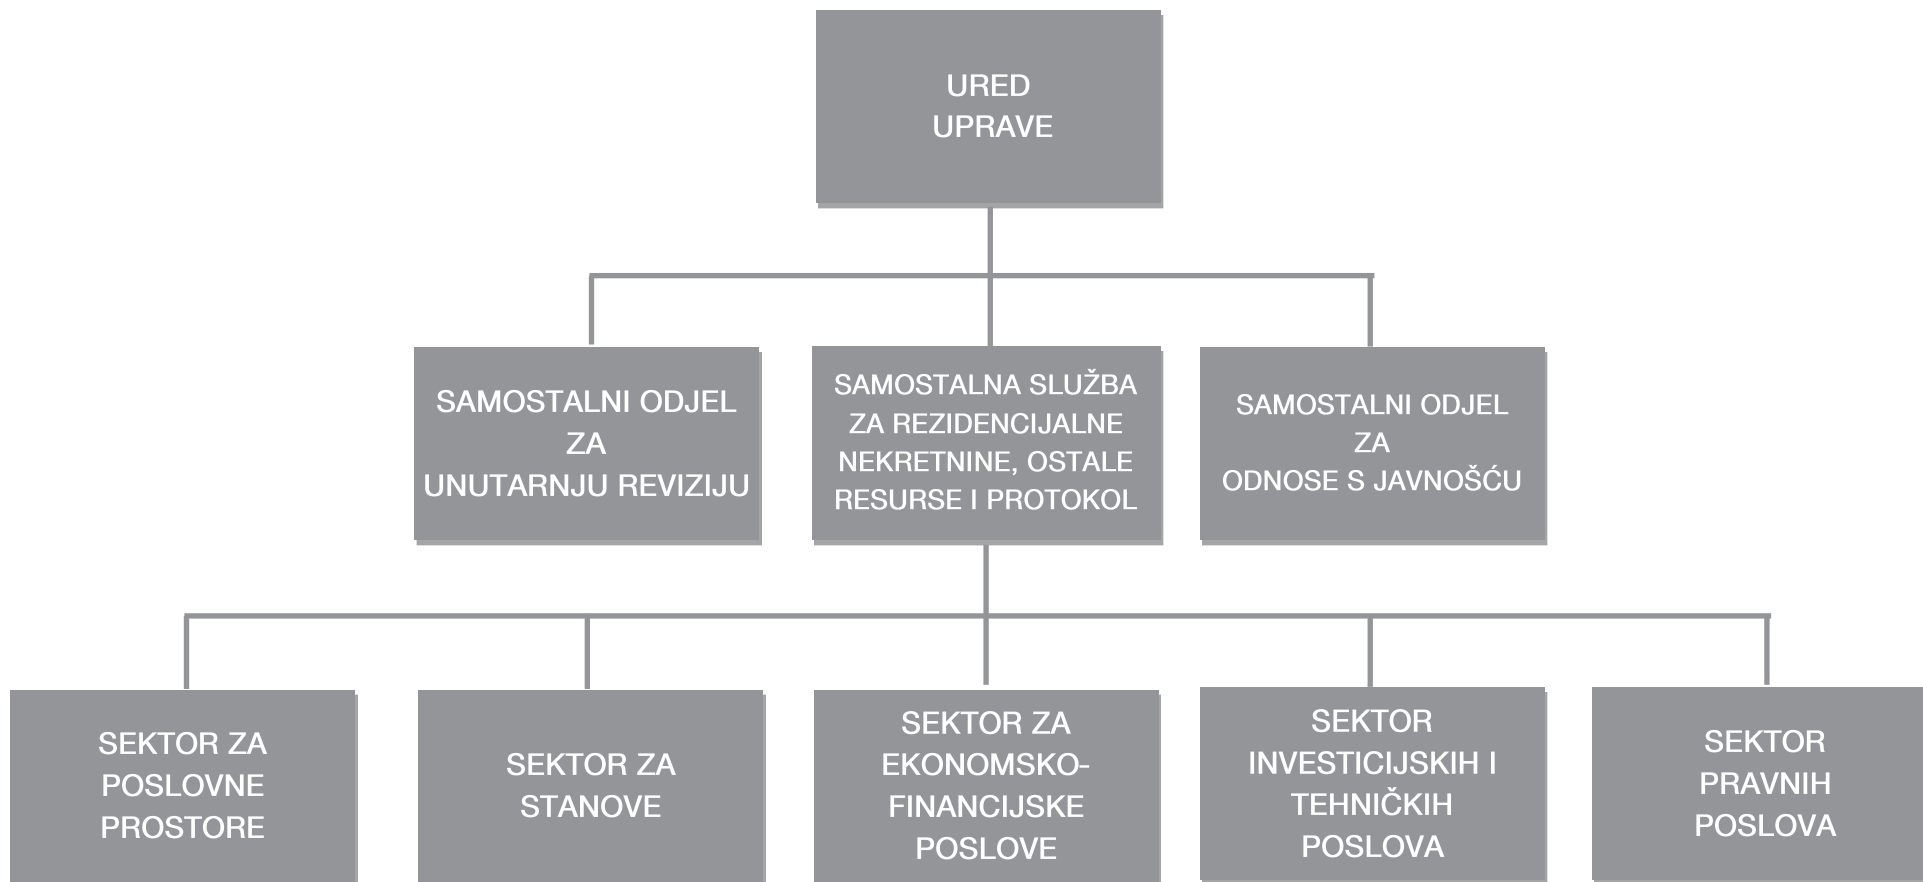 URED
UPRAVE
SAMOSTALNI ODJEL
ZA
UNUTARNJU REVIZIJU
SAMOSTALNA SLUŽBA
ZA REZIDENCIJALNE
NEKRETNINE, OSTALE
RESURSE I PROTOKOL
SAMOSTALNI ODJEL
ZA
ODNOSE S JAVNOŠĆU
SEKTOR ZA
POSLOVNE
PROSTORE
SEKTOR ZA
STANOVE
SEKTOR ZA
EKONOMSKO-
FINANCIJSKE
POSLOVE
SEKTOR
INVESTICIJSKIH I
TEHNIČKIH
POSLOVA
SEKTOR
PRAVNIH
POSLOVA